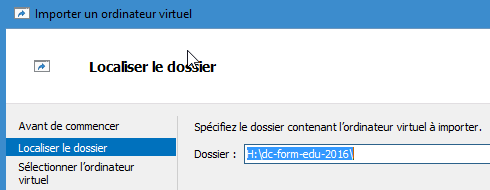 Importer un ordinateur virtuel
Localiser le dossier
Avant de commencer
Localiser le dossier
Sélectionner l'ordinateur
virtuel
Spécifiez le dossier contenant l'ordinateur virtuel à importer.
Dossier : H:\dc-form-edu-2016\